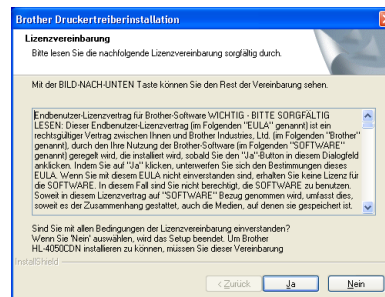 Brother Druckertreiberinstallation
Lizenzvereinbarung
Bitte lesen Sie die nachfolgende Lizenzvereinbarung sorgfältig durch.
Mit der BILD-NACH-UNTEN Taste können Sie den Rest der Vereinbarung sehen.
Endbenutzer-Lizenzvertrag für Brother-Software WICHTIG - BITTE SORGFÄLTIG
LESEN: Dieser Endbenutzer-Lizenzvertrag (im Folgenden "EULA" genannt) ist ein
rechtsgültiger Vertrag zwischen Ihnen und Brother Industries, Ltd. (im Folgenden "Brother"
genannt), durch den Ihre Nutzung der Brother-Software (im Folgenden "SOFTWARE"
genannt) geregelt wird, die installiert wird, sobald Sie den "Ja"-Button in diesem Dialogfeld
anklicken. Indem Sie auf "Ja" klicken, unterwerfen Sie sich den Bestimmungen dieses
EULA. Wenn Sie mit diesem EULA nicht einverstanden sind, erhalten Sie keine Lizenz für
die SOFTWARE. In diesem Fall sind Sie nicht berechtigt, die SOFTWARE zu benutzen.
Soweit in diesem Lizenzvertrag auf "SOFTWARE" Bezug genommen wird, umfasst dies,
soweit es der Zusammenhang gestattet, auch die Medien, auf denen sie gespeichert ist.
Sind Sie mit allen Bedingungen der Lizenzvereinbarung einverstanden?
Wenn Sie 'Nein' auswählen, wird das Setup beendet. Um Brother
HL-4050CDN installieren zu können, müssen Sie dieser Vereinbarung
InstallShield
< Zurück
Ja
Nein